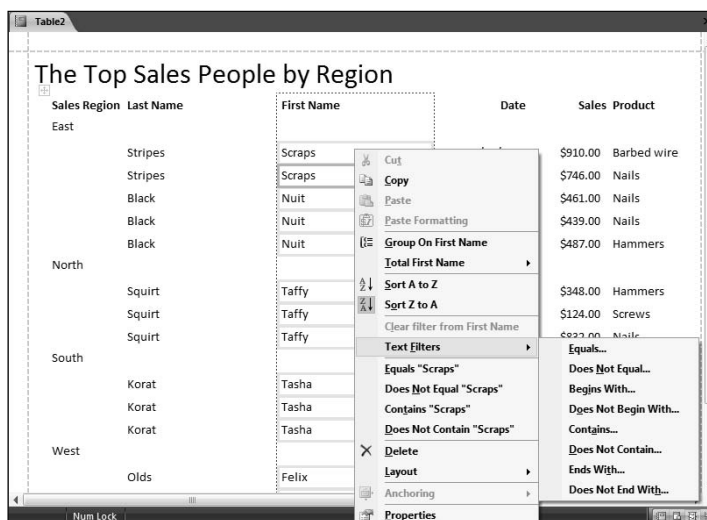 Table2
The Top Sales People by Region
Sales Region Last Name First Name Date Sales Product
East
Stripes Scraps $910.00 Barbed wire
Stripes Scraps $746.00 Nails
Black Nuit $461.00 Nails
Black Nuit $439.00 Nails
Black Nuit $487.00 Hammers
North
Squirt Taffy $348.00 Hammers
Squirt Taffy $124.00 Screws
Squirt Taffy $832.00 Nails
South
Korat Tasha
Korat Tasha
Korat Tasha
West
Olds Felix
Cut
Copy
Paste
Paste Formatting
Group On First Name
Total First Name
Sort A to Z
Sort Z to A
Clear filter from First Name
Text Filters
Equals "Scraps"
Does Not Equal "Scraps"
Contains "Scraps"
Does Not Contain "Scraps"
Delete
Layout
Anchoring
Properties
Equals...
Does Not Equal...
Begins With...
Does Not Begin With...
Contains...
Does Not Contain...
Ends With...
Does Not End With...
Num Lock